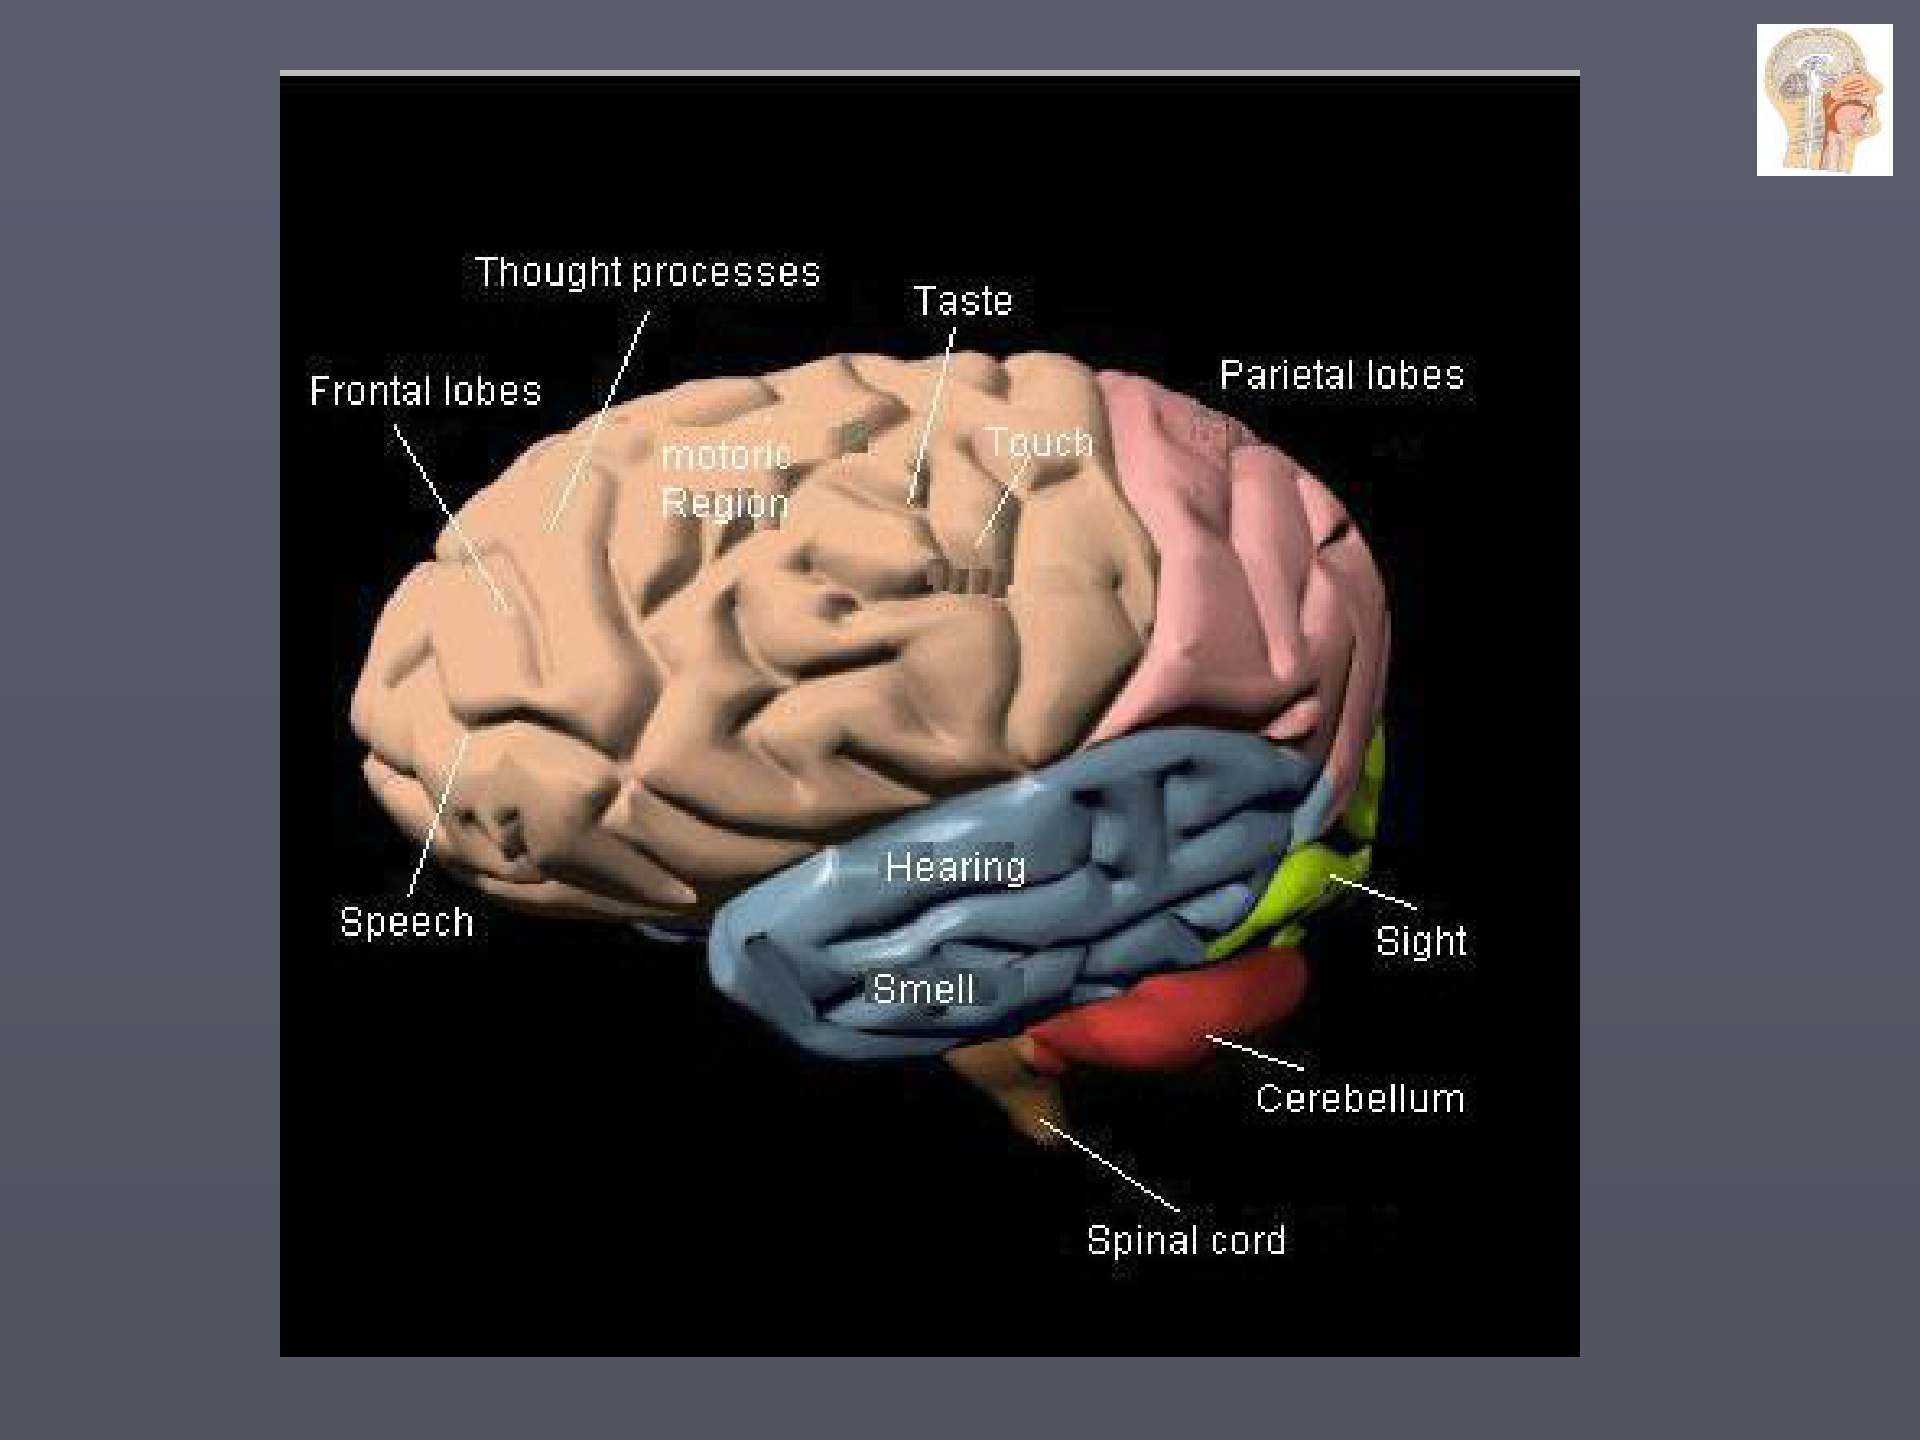 Thought processes
Taste
Parietal lobes
Frontal lobes
Touch
motoric
Region
Hearing
Speech
Sight
Smell
Cerebellum
Spinal cord